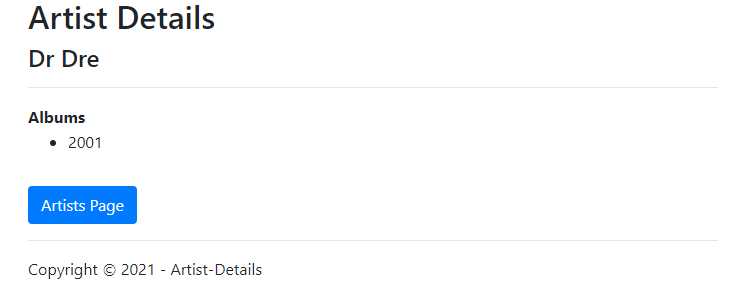 Artist Details
Dr Dre
Albums
2001
Artists Page
Copyright © 2021 - Artist-Details